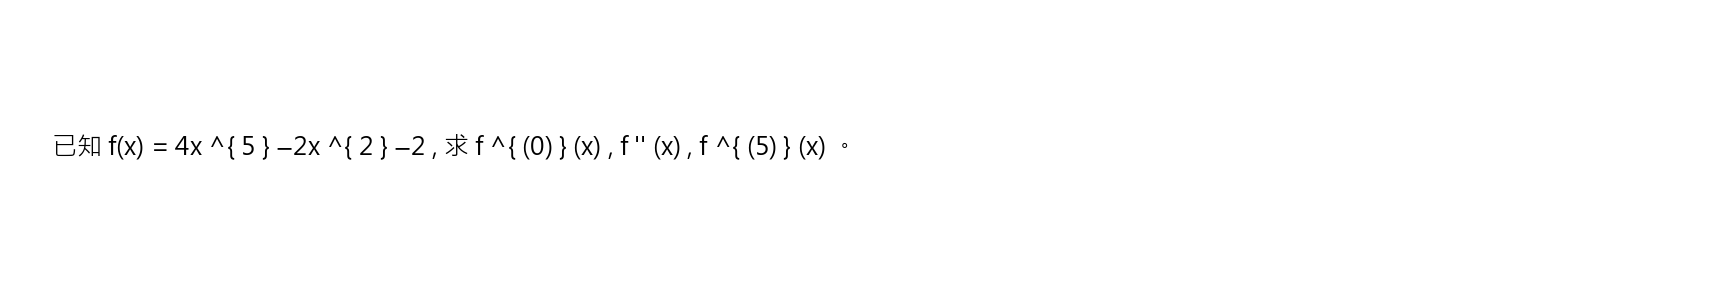 已知 f(x) = 4x ^{ 5 } −2x ^{ 2 } −2 , 求 f ^{ (0) } (x) , f '' (x) , f ^{ (5) } (x) 。